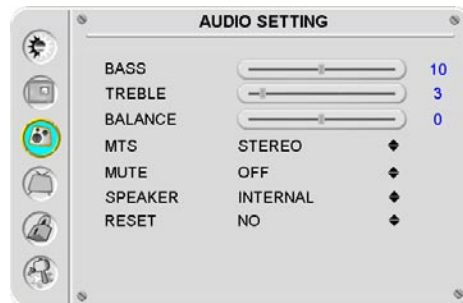 AUDIO SETTING
BASS 10
TREBLE 3
BALANCE 0
MTS STEREO
MUTE OFF
SPEAKER INTERNAL
RESET NO